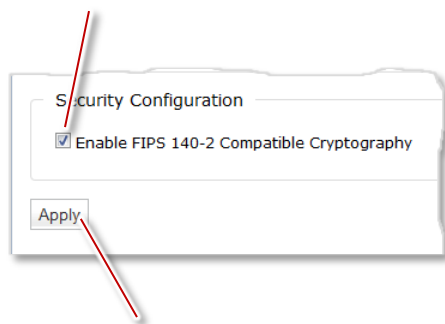 Security Configuration
Enable FIPS 140-2 Compatible Cryptography
Apply